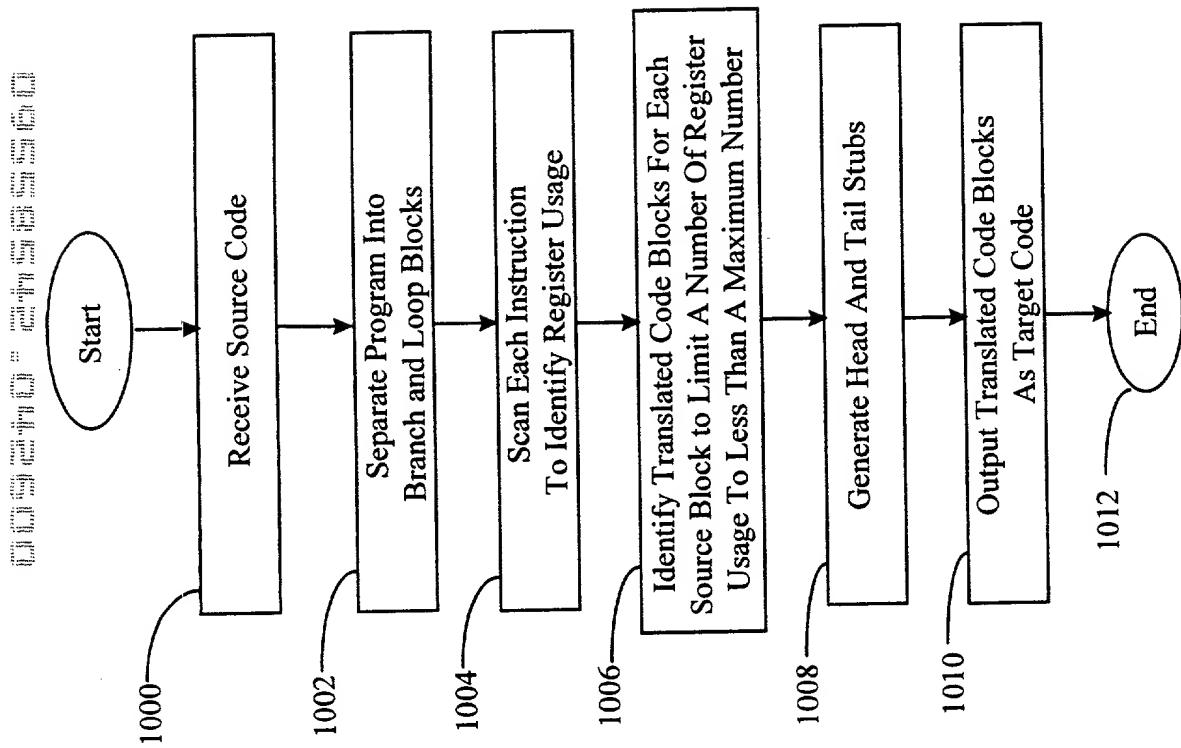 Start
1000
Receive Source Code
1002
Separate Program Into
Branch and Loop Blocks
1004
Scan Each Instruction
To Identify Register Usage
1006
Identify Translated Code Blocks For Each
Source Block to Limit A Number Of Register
Usage To Less Than A Maximum Number
1008
Generate Head And Tail Stubs
1010
Output Translated Code Blocks
As Target Code
1012
End